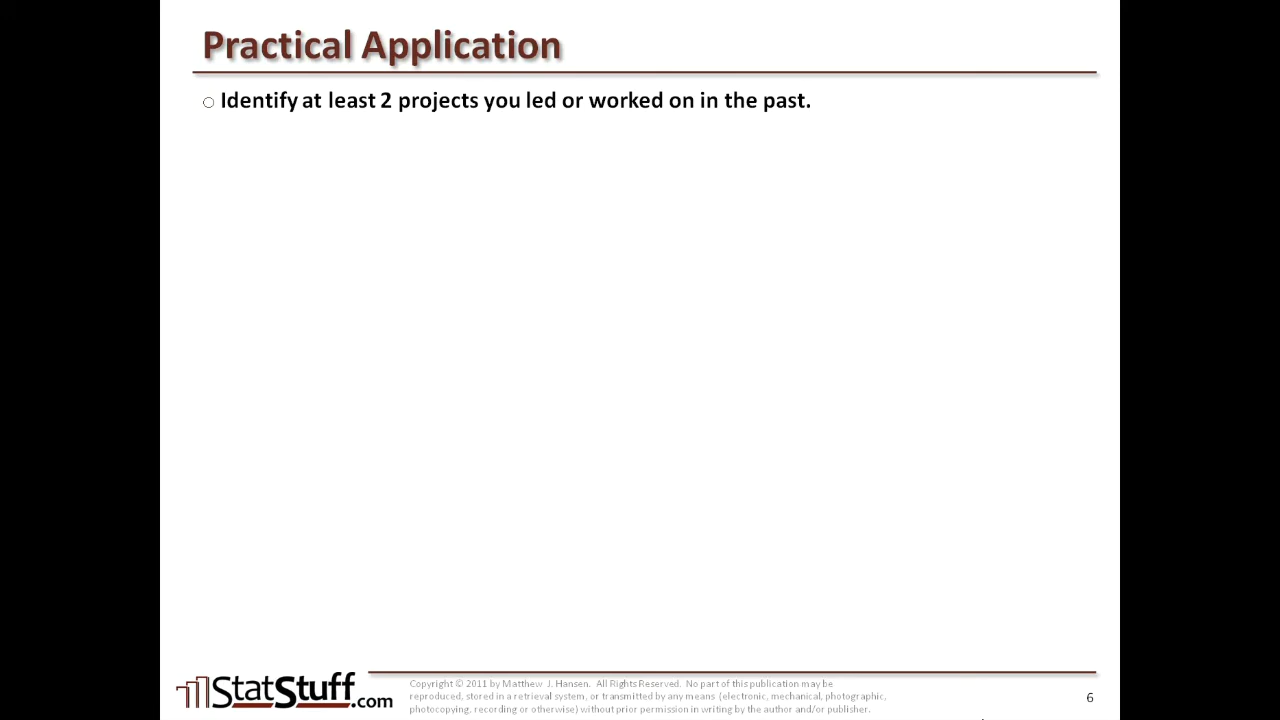 Practical Application
○ Identify at least 2 projects you led or worked on in the past.
StatStuff.com
Copyright © 2011 by Matthew J. Hansen. All Rights Reserved. No part of this publication may be
reproduced, stored in a retrieval system, or transmitted by any means (electronic, mechanical, photographic,
photocopying, recording or otherwise) without prior permission in writing by the author and/or publisher.
6